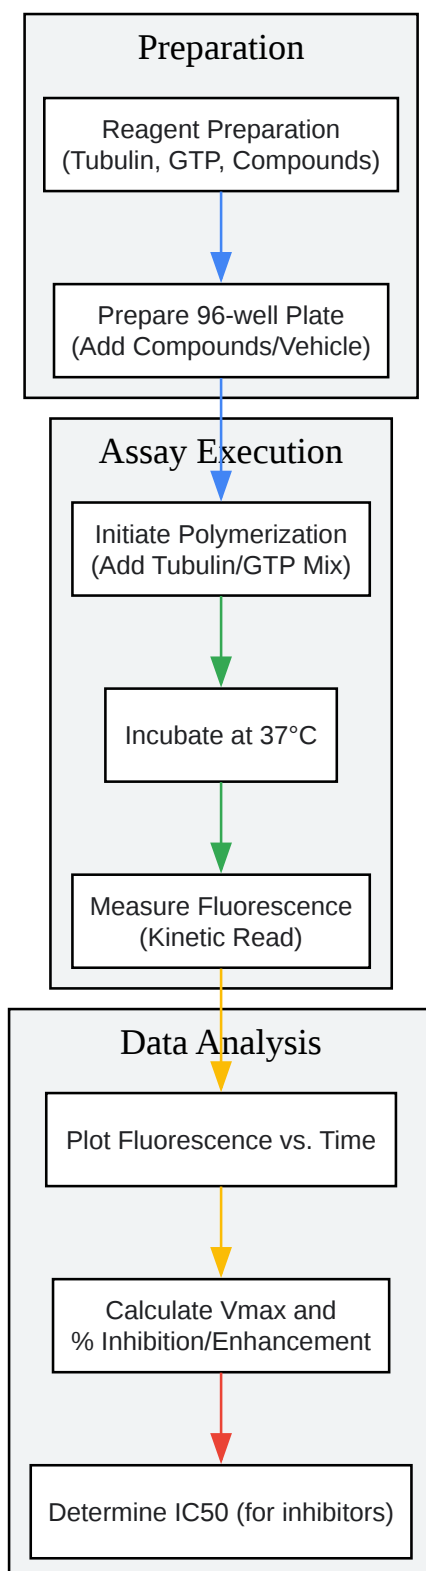 Preparation
Reagent Preparation
(Tubulin, GTP, Compounds)
Prepare 96-well Plate
(Add Compounds/Vehicle)
Assay Execution
Initiate Polymerization
(Add Tubulin/GTP Mix)
Incubate at 37°C
Measure Fluorescence
(Kinetic Read)
Data Analysis
Plot Fluorescence vs. Time
Calculate Vmax and
% Inhibition/Enhancement
Determine IC50 (for inhibitors)